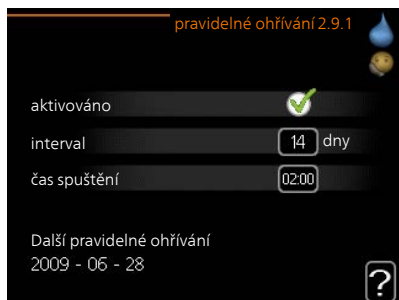 pravidelné ohřívání 2.9.1
aktivováno
interval 14 dny
čas spuštění 02:00
Další pravidelné ohřívání
2009 - 06 - 28
?